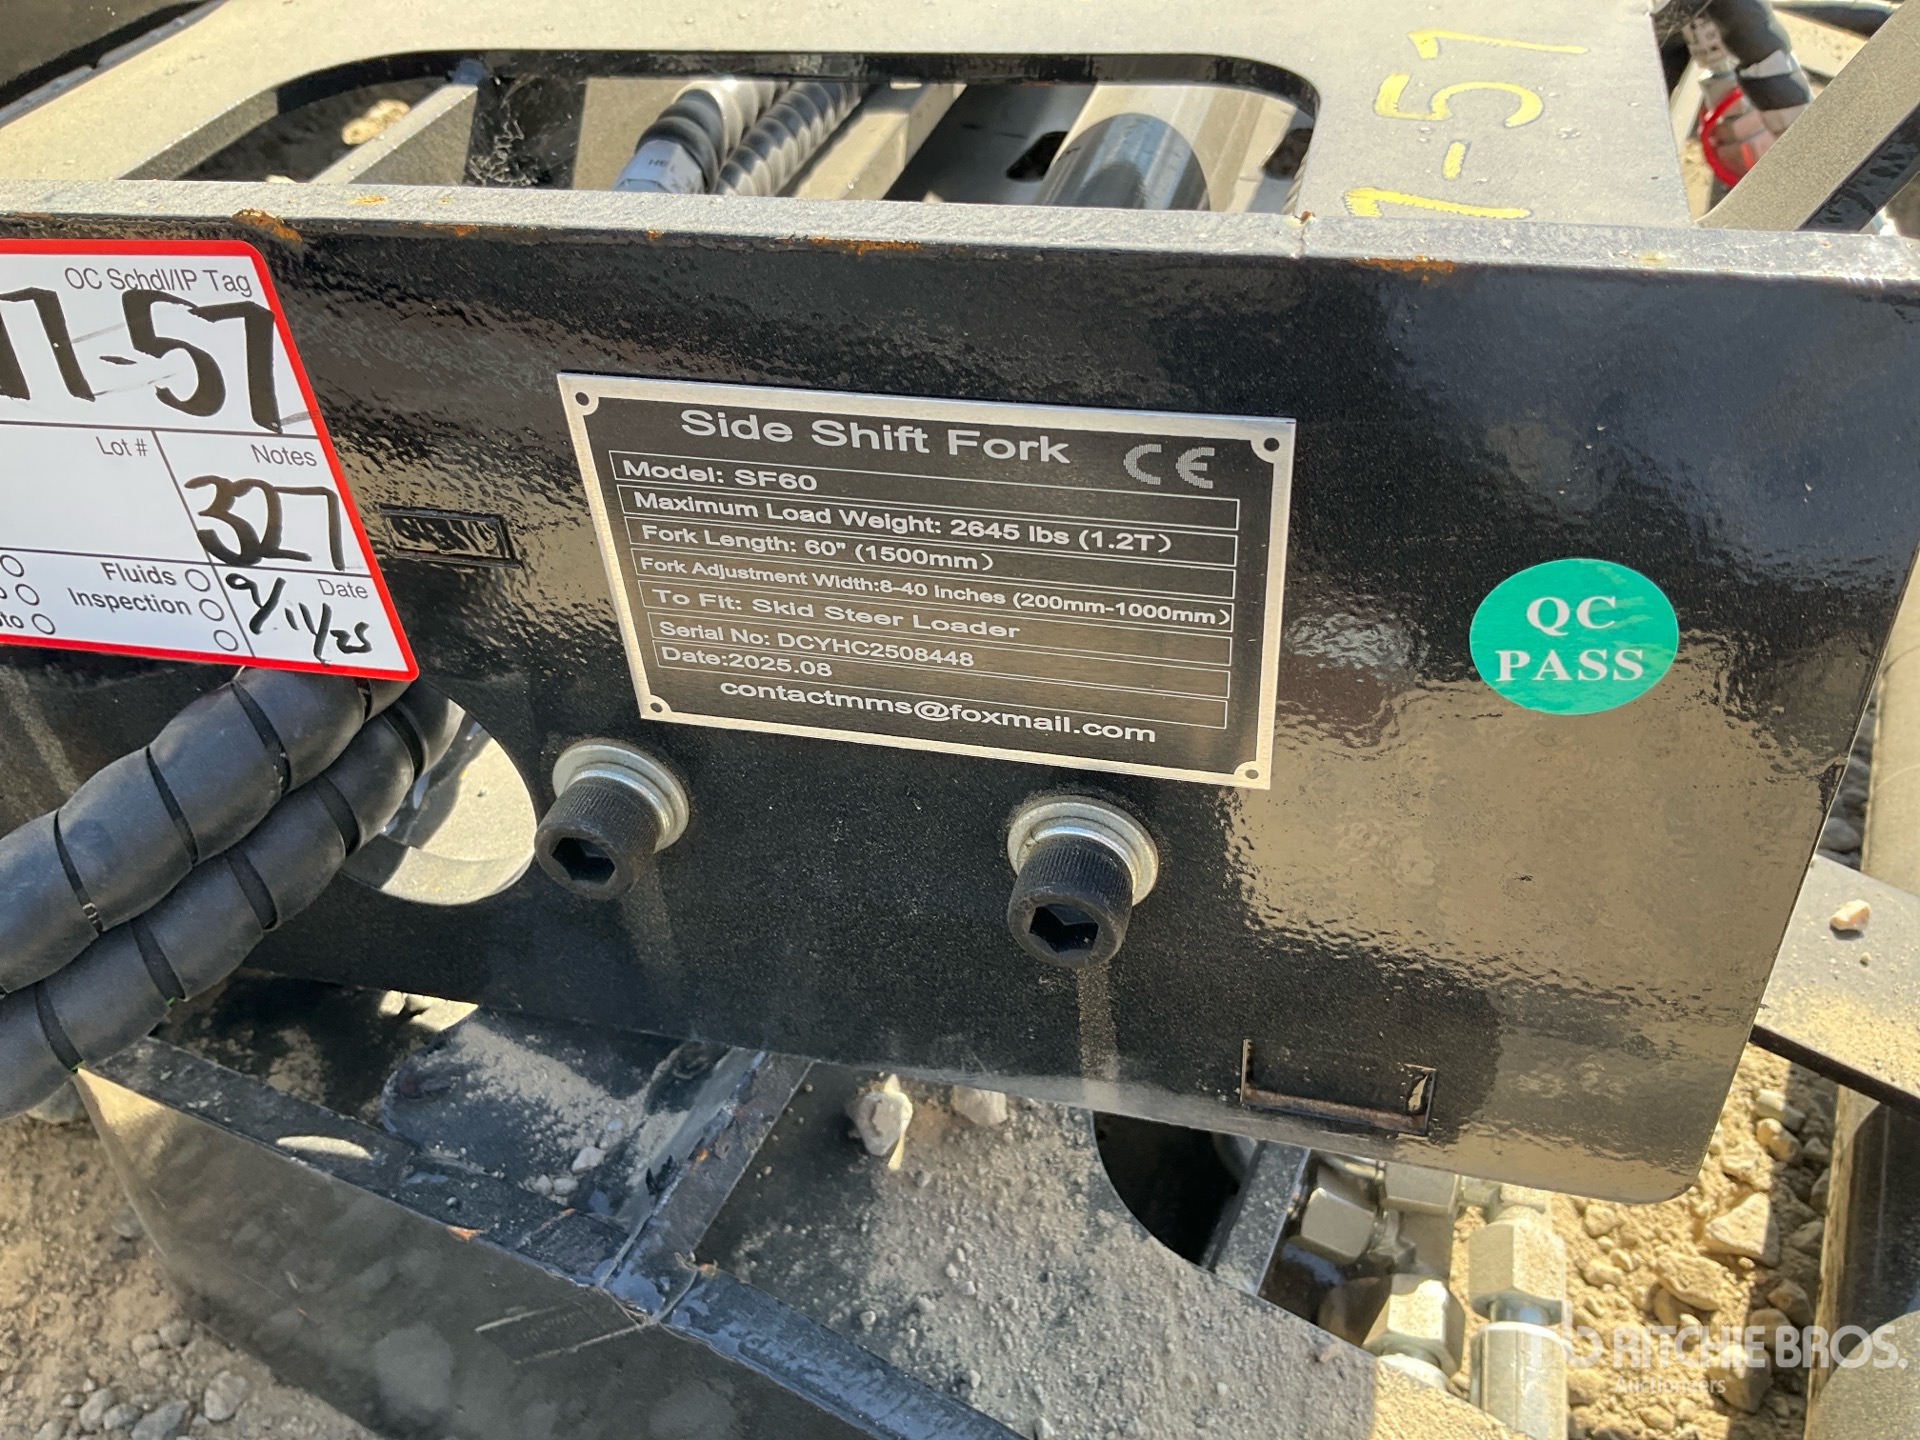 7-57
OC Schdl/IP Tag
77-57
Lot #
Notes
327
Fluids
Inspection
Date
9/11/25
Side Shift Fork CE
Model: SF60
Maximum Load Weight: 2645 lbs (1.2T)
Fork Length: 60" (1500mm)
Fork Adjustment Width:8-40 inches (200mm-1000mm)
To Fit: Skid Steer Loader
Serial No: DCYHC2508448
Date:2025.08
contactmms@foxmail.com
QC
PASS
RITCHIE BROS.
Auctioneers